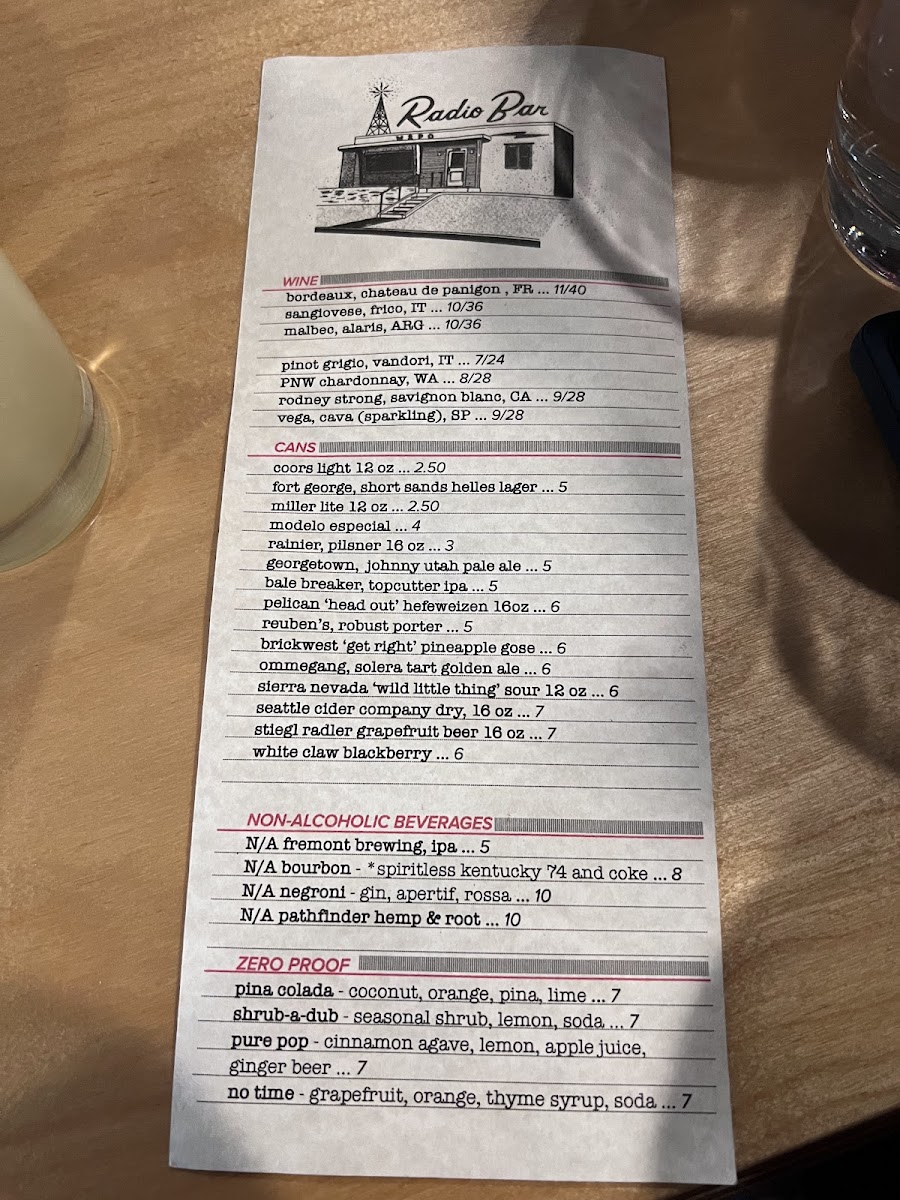 Radio Bar
WAPO
WINE
bordeaux, chateau de panigon , FR ... 11/40
sangiovese, frico, IT ... 10/36
malbec, alaris, ARG ... 10/36
pinot grigio, vandori, IT ... 7/24
PNW chardonnay, WA ... 8/28
rodney strong, savignon blanc, CA ... 9/28
vega, cava (sparkling), SP ... 9/28
CANS
coors light 12 oz ... 2.50
fort george, short sands helles lager ... 5
miller lite 12 oz ... 2.50
modelo especial ... 4
rainier, pilsner 16 oz ... 3
georgetown, johnny utah pale ale ... 5
bale breaker, topcutter ipa ... 5
pelican ‘head out’ hefeweizen 16oz ... 6
reuben’s, robust porter ... 5
brickwest ‘get right’ pineapple gose ... 6
ommegang, solera tart golden ale ... 6
sierra nevada ‘wild little thing’ sour 12 oz ... 6
seattle cider company dry, 16 oz ... 7
stiegl radler grapefruit beer 16 oz ... 7
white claw blackberry ... 6
NON-ALCOHOLIC BEVERAGES
N/A fremont brewing, ipa ... 5
N/A bourbon - *spiritless kentucky 74 and coke ... 8
N/A negroni - gin, apertif, rossa ... 10
N/A pathfinder hemp & root ... 10
ZERO PROOF
pina colada - coconut, orange, pina, lime ... 7
shrub-a-dub - seasonal shrub, lemon, soda ... 7
pure pop - cinnamon agave, lemon, apple juice,
ginger beer ... 7
no time - grapefruit, orange, thyme syrup, soda ... 7